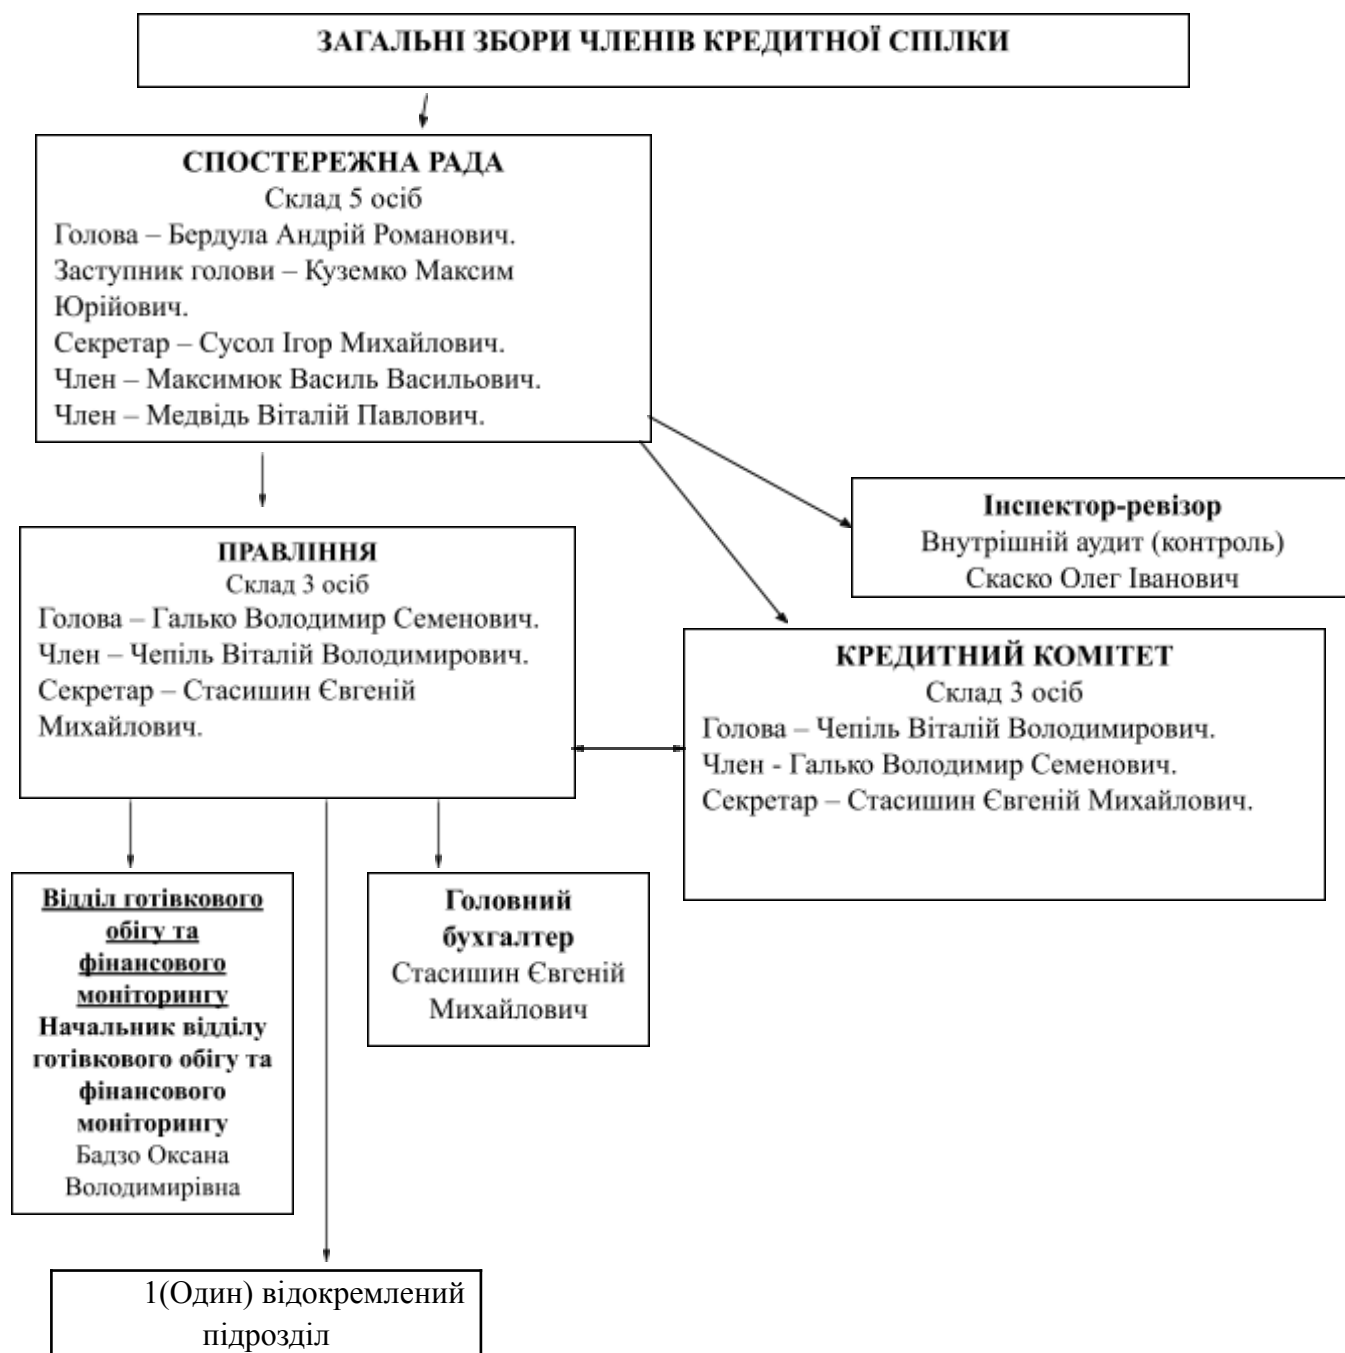 ЗАГАЛЬНІ ЗБОРИ ЧЛЕНІВ КРЕДИТНОЇ СПІЛКИ
СПОСТЕРЕЖНА РАДА
Склад 5 осіб
Голова – Бердула Андрій Романович.
Заступник голови – Куземко Максим
Юрійович.
Секретар – Сусол Ігор Михайлович.
Член – Максимюк Василь Васильович.
Член – Медвідь Віталій Павлович.
Інспектор-ревізор
Внутрішній аудит (контроль)
Скаско Олег Іванович
ПРАВЛІННЯ
Склад 3 осіб
Голова – Галько Володимир Семенович.
Член – Чепіль Віталій Володимирович.
Секретар – Стасишин Євгеній
Михайлович.
КРЕДИТНИЙ КОМІТЕТ
Склад 3 осіб
Голова – Чепіль Віталій Володимирович.
Член - Галько Володимир Семенович.
Секретар – Стасишин Євгеній Михайлович.
Відділ готівкового
обігу та
фінансового
моніторингу
Начальник відділу
готівкового обігу та
фінансового
моніторингу
Бадзо Оксана
Володимирівна
Головний
бухгалтер
Стасишин Євгеній
Михайлович
1(Один) відокремлений
підрозділ